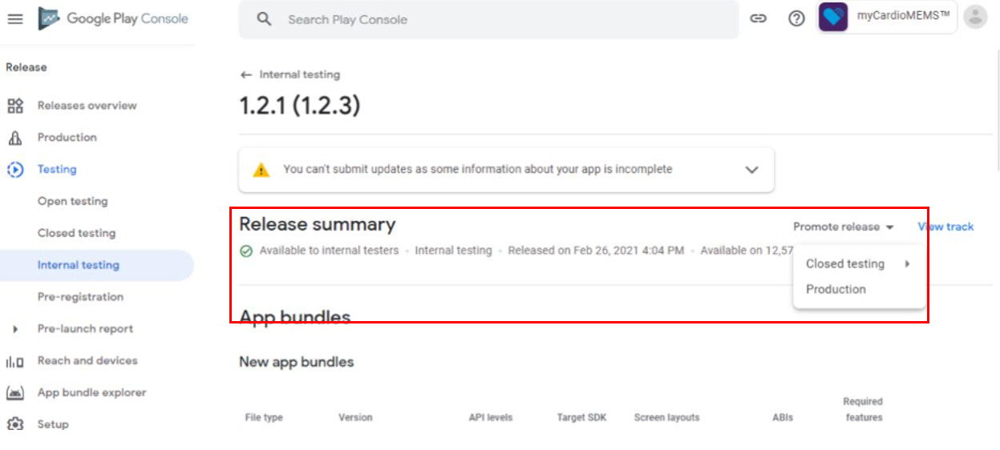 Google Play Console
Search Play Console
myCardioMEMS™
Release
Releases overview
Production
Testing
Open testing
Closed testing
Internal testing
Pre-registration
Pre-launch report
Reach and devices
App bundle explorer
Setup
← Internal testing
1.2.1 (1.2.3)
You can't submit updates as some information about your app is incomplete
Release summary
Promote release
View track
Available to internal testers • Internal testing • Released on Feb 26, 2021 4:04 PM • Available on 12,57
Closed testing
Production
App bundles
New app bundles
File type Version API levels Target SDK Screen layouts ABIs Required features